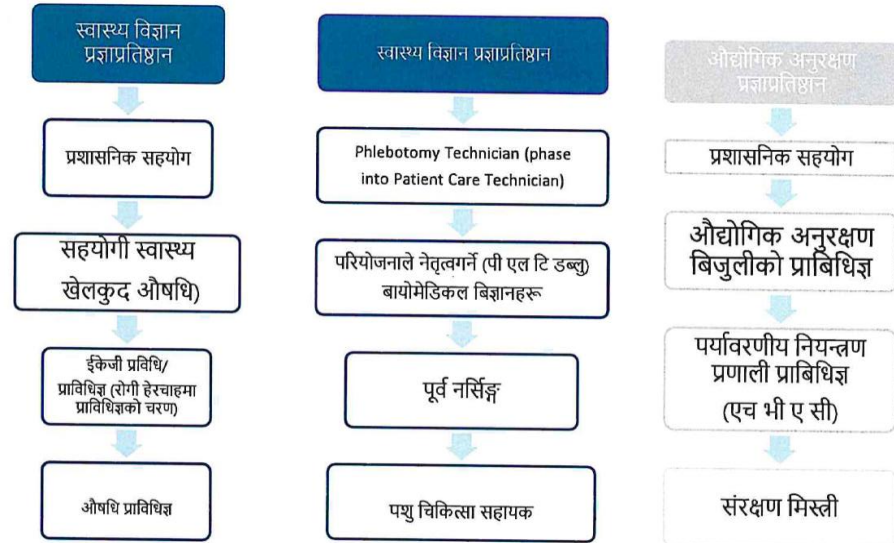 स्वास्थ्य विज्ञान
प्रज्ञाप्रतिष्ठान
प्रशासनिक सहयोग
सहयोगी स्वास्थ्य
खेलकुद औषधि)
ईकेजी प्रविधि/
प्राविधिज्ञ (रोगी हेरचाहमा
प्राविधिज्ञको चरण)
औषधि प्राविधिज्ञ
स्वास्थ्य विज्ञान प्रज्ञाप्रतिष्ठान
Phlebotomy Technician (phase
into Patient Care Technician)
परियोजनाले नेतृत्वगर्ने (पी एल टि डब्लु)
बायोमेडिकल बिज्ञानहरू
पूर्व नर्सिङ्ग
पशु चिकित्सा सहायक
औद्योगिक अनुरक्षण
प्रज्ञाप्रतिष्ठान
प्रशासनिक सहयोग
औद्योगिक अनुरक्षण
बिजुलीको प्राबिधिज्ञ
पर्यावरणीय नियन्त्रण
प्रणाली प्राबिधिज्ञ
(एच भी ए सी)
संरक्षण मिस्त्री